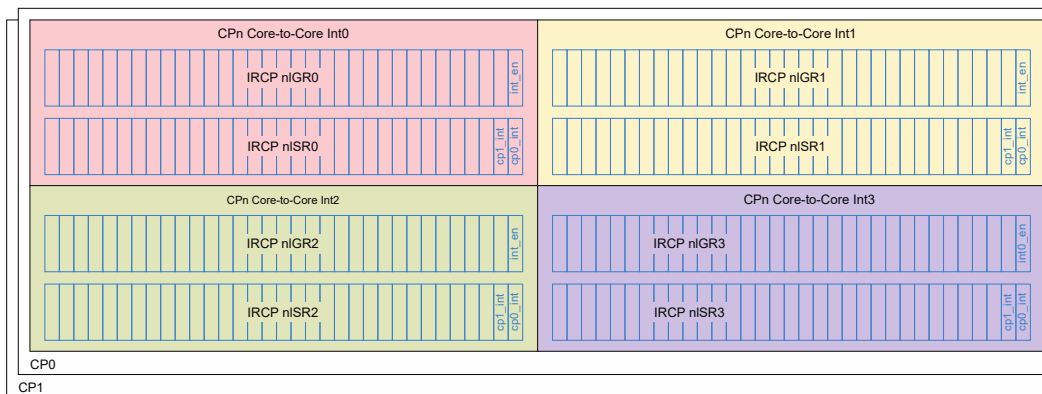 CPn Core-to-Core Int0
IRCP nIGR0
int_en
IRCP nISR0
cp1_int
cp0_int
CPn Core-to-Core Int1
IRCP nIGR1
int_en
IRCP nISR1
cp1_int
cp0_int
CPn Core-to-Core Int2
IRCP nIGR2
int_en
IRCP nISR2
cp1_int
cp0_int
CPn Core-to-Core Int3
IRCP nIGR3
int0_en
IRCP nISR3
cp1_int
cp0_int
CP0
CP1